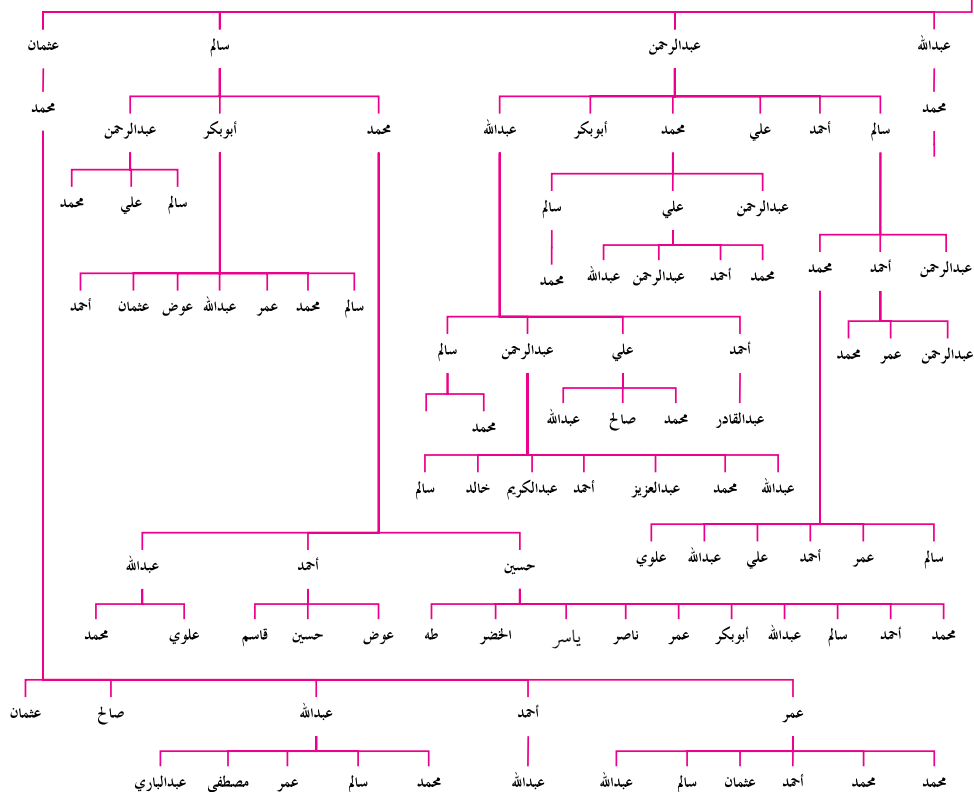 عبدالله عبدالرحمن سالم عثمان
محمد محمد
سالم أحمد علي محمد أبوبكر عبدالله محمد أبوبكر عبدالرحمن
عبدالرحمن علي سالم سالم علي محمد
عبدالرحمن أحمد محمد محمد أحمد عبدالرحمن عبدالله محمد
سالم محمد عمر عبدالله عوض عثمان أحمد
عبدالرحمن عمر محمد أحمد علي عبدالرحمن سالم
عبدالقادر محمد صالح عبدالله محمد
عبدالله محمد عبدالعزيز أحمد عبدالكريم خالد سالم
سالم عمر أحمد علي عبدالله علوي حسين أحمد عبدالله
محمد أحمد سالم عبدالله أبوبكر عمر ناصر ياسر الخضر طه عوض حسين قاسم علوي محمد
عمر أحمد عبدالله صالح عثمان
محمد محمد أحمد عثمان سالم عبدالله عبدالله محمد سالم عمر مصطفى عبدالباري